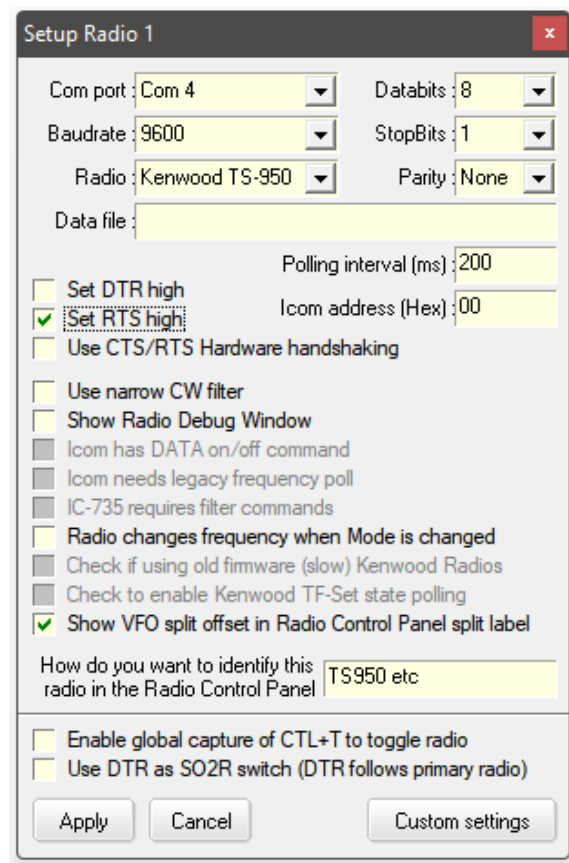 Setup Radio 1 x
Com port : Com 4 Databits : 8
Baudrate : 9600 StopBits : 1
Radio : Kenwood TS-950 Parity : None
Data file :
Polling interval (ms) : 200
Set DTR high
Icom address (Hex) : 00
Set RTS high
Use CTS/RTS Hardware handshaking
Use narrow CW filter
Show Radio Debug Window
Icom has DATA on/off command
Icom needs legacy frequency poll
IC-735 requires filter commands
Radio changes frequency when Mode is changed
Check if using old firmware (slow) Kenwood Radios
Check to enable Kenwood TF-Set state polling
Show VFO split offset in Radio Control Panel split label
How do you want to identify this
radio in the Radio Control Panel
TS950 etc
Enable global capture of CTL+T to toggle radio
Use DTR as SO2R switch (DTR follows primary radio)
Apply Cancel Custom settings